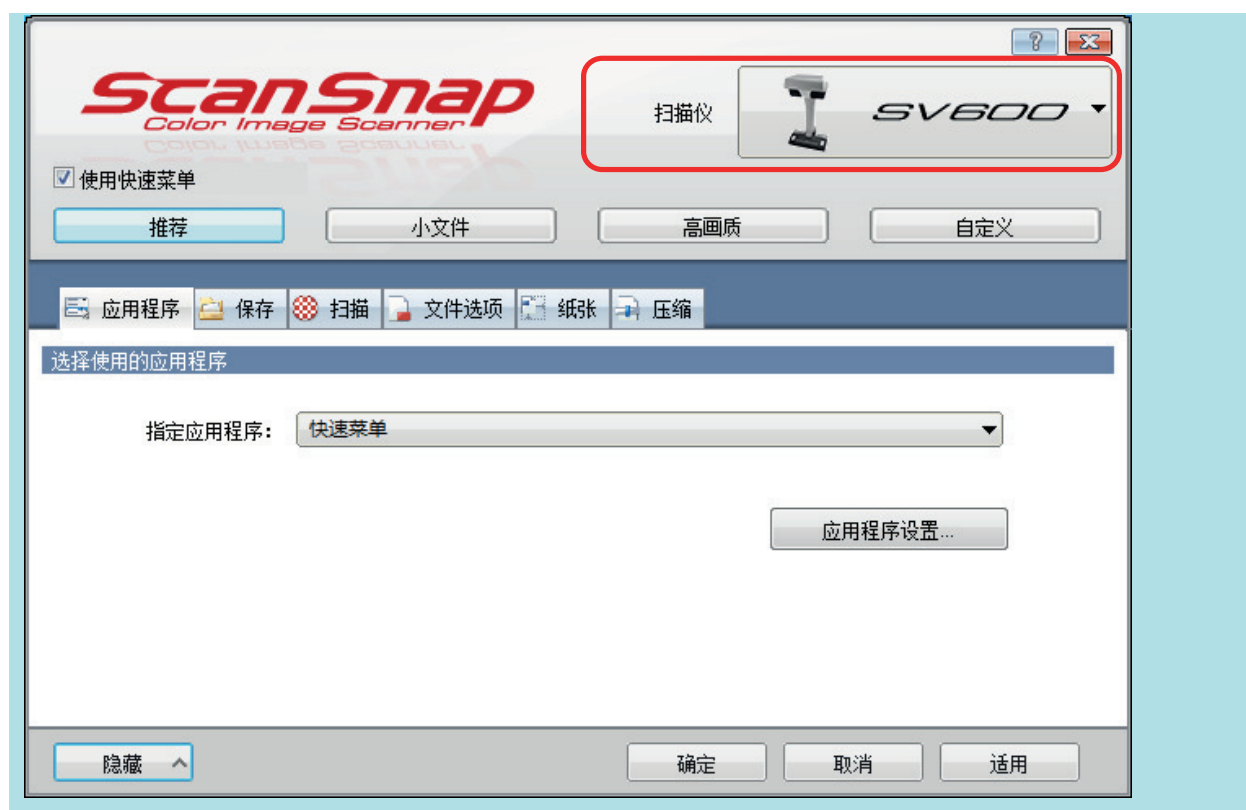 ScanSnap
Color Image Scanner
扫描仪
SV600
使用快速菜单
推荐
小文件
高画质
自定义
应用程序
保存
扫描
文件选项
纸张
压缩
选择使用的应用程序
指定应用程序:
快速菜单
应用程序设置...
隐藏
确定
取消
适用